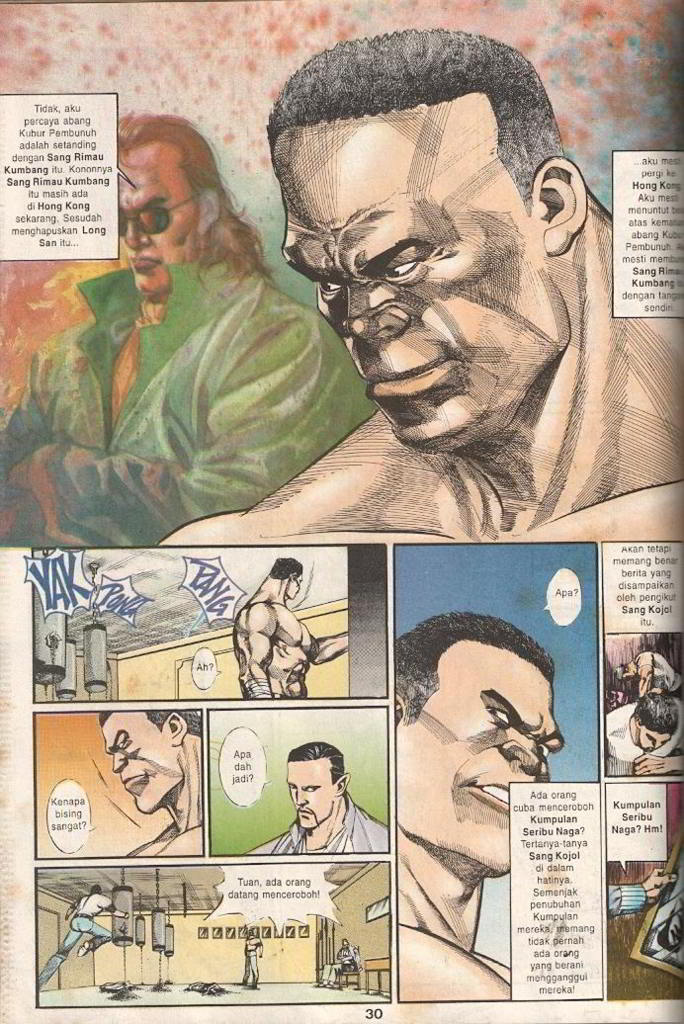 Tidak, aku
percaya abang
Kubur Pembunuh
adalah setanding
dengan Sang Rimau
Kumbang itu. Kononnya
Sang Rimau Kumbang
itu masih ada
di Hong Kong
sekarang. Sesudah
menghapuskan Long
San itu...
...aku mesti
pergi ke
Hong Kong
Aku mesti
menuntut
atas
abang Kubur
Pembunuh.
mesti
Sang Rimau
Kumbang
dengan tangan
sendiri.
YAK
PONG
PANG
Ah?
Kenapa
bising
sangat?
Apa
dah
jadi?
Tuan, ada orang
datang menceroboh!
Apa?
Ada orang
cuba menceroboh
Kumpulan
Seribu Naga?
Tertanya-tanya
Sang Kojol
di dalam
hatinya.
Semenjak
penubuhan
Kumpulan
mereka, memang
tidak pernah
ada orang
yang berani
mengganggui
mereka!
Akan tetapi
memang benar
berita yang
disampaikan
oleh pengikut
Sang Kojol
itu.
Kumpulan
Seribu
Naga? Hm!
30